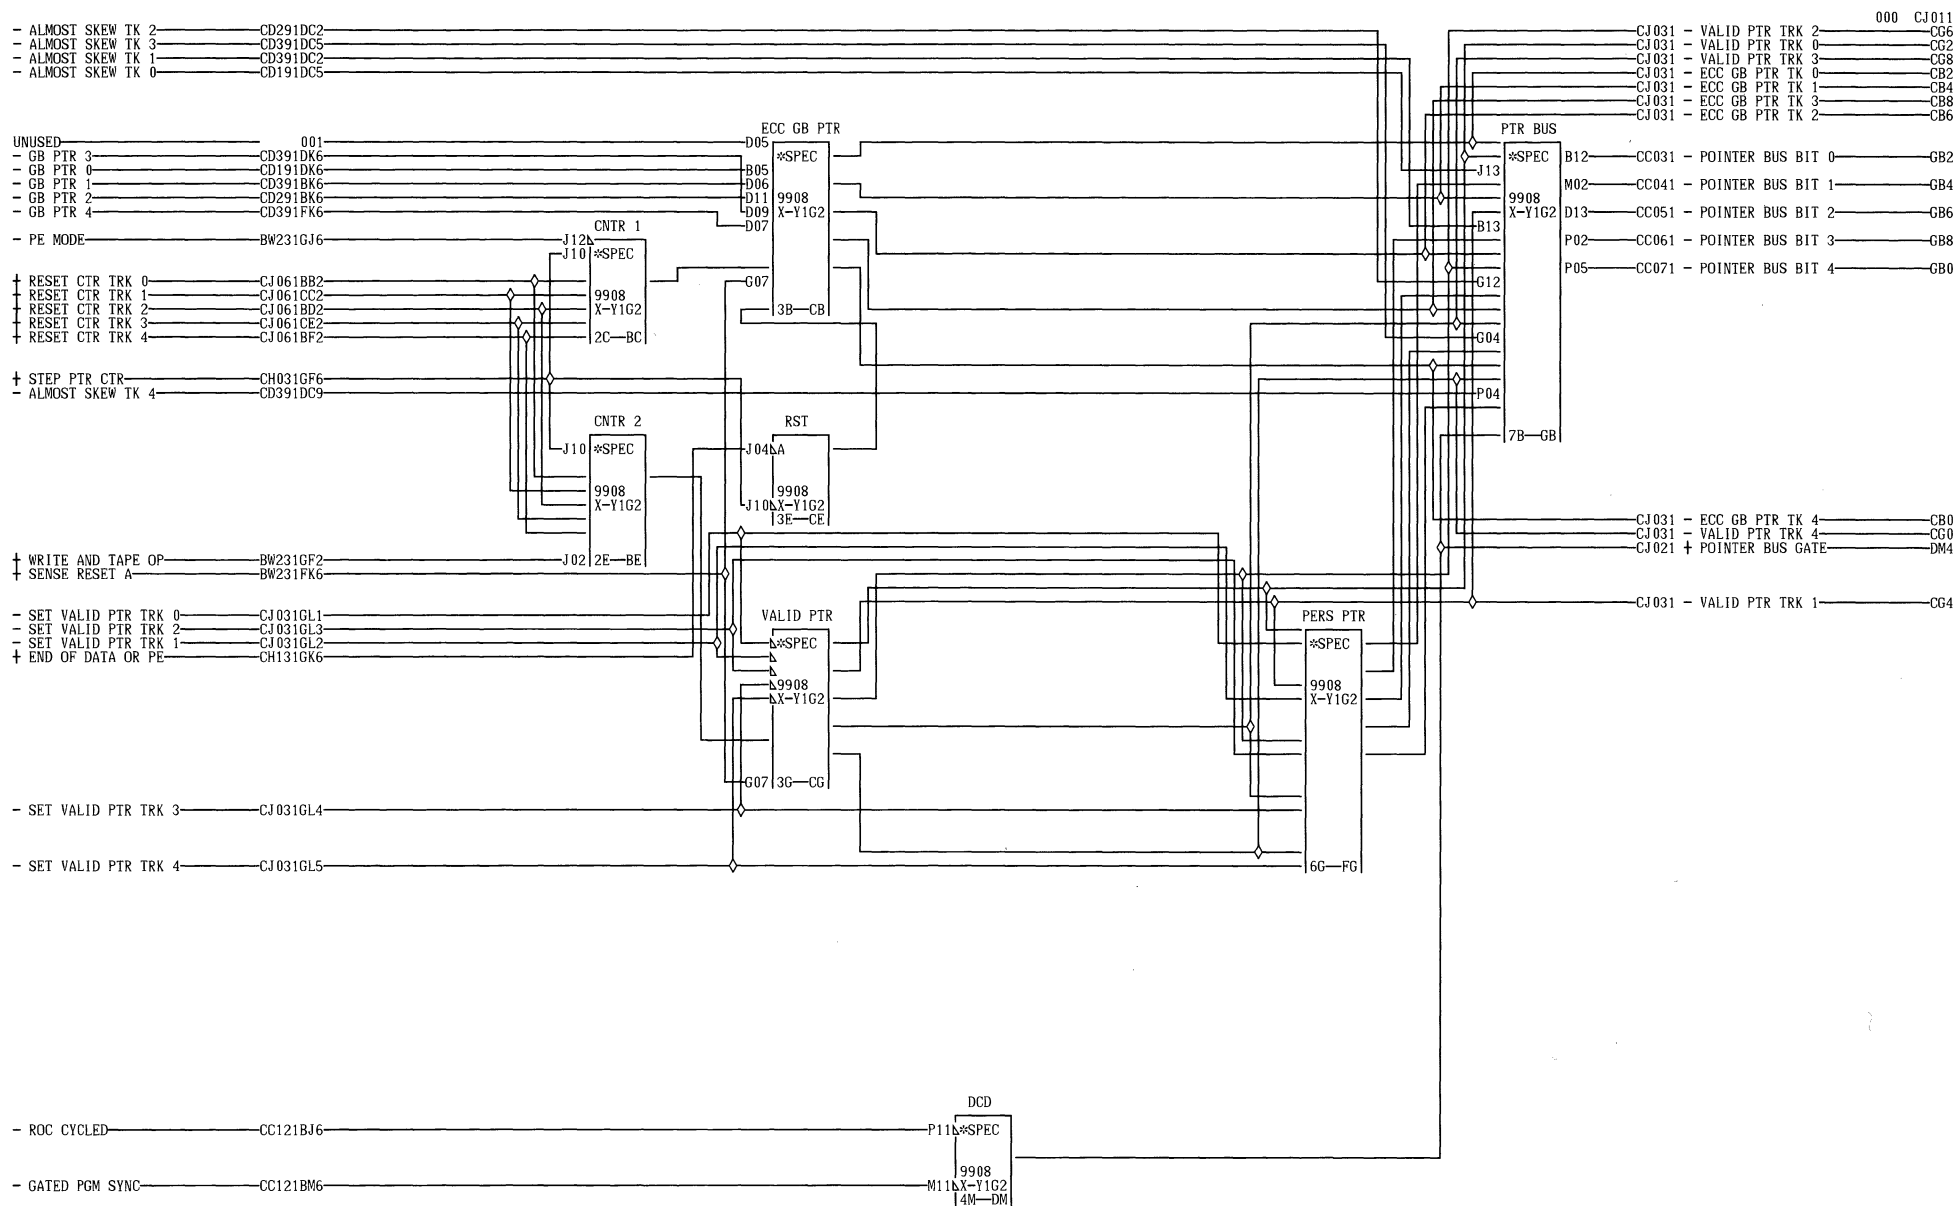 000 CJ011
- ALMOST SKEW TK 2 CD291DC2
- ALMOST SKEW TK 3 CD391DC5
- ALMOST SKEW TK 1 CD391DC2
- ALMOST SKEW TK 0 CD191DC5
CJ031 - VALID PTR TRK 2 CG6
CJ031 - VALID PTR TRK 0 CG2
CJ031 - VALID PTR TRK 3 CG8
CJ031 - ECC GB PTR TK 0 CB2
CJ031 - ECC GB PTR TK 1 CB4
CJ031 - ECC GB PTR TK 3 CB8
CJ031 - ECC GB PTR TK 2 CB6
UNUSED 001
- GB PTR 3 CD391DK6
- GB PTR 0 CD191DK6
- GB PTR 1 CD391BK6
- GB PTR 2 CD291BK6
- GB PTR 4 CD391FK6
- PE MODE BW231GJ6
+ RESET CTR TRK 0 CJ061BB2
+ RESET CTR TRK 1 CJ061CC2
+ RESET CTR TRK 2 CJ061BD2
+ RESET CTR TRK 3 CJ061CE2
+ RESET CTR TRK 4 CJ061BF2
+ STEP PTR CTR CH031GF6
- ALMOST SKEW TK 4 CD391DC9
+ WRITE AND TAPE OP BW231GF2
+ SENSE RESET A BW231FK6
- SET VALID PTR TRK 0 CJ031GL1
- SET VALID PTR TRK 2 CJ031GL3
- SET VALID PTR TRK 1 CJ031GL2
+ END OF DATA OR PE CH131GK6
- SET VALID PTR TRK 3 CJ031GL4
- SET VALID PTR TRK 4 CJ031GL5
- ROC CYCLED CC121BJ6
- GATED PGM SYNC CC121BM6
CNTR 1
J12
J10 *SPEC
9908
X-Y1G2
2C-BC
CNTR 2
J10 *SPEC
9908
X-Y1G2
J02 2E-BE
ECC GB PTR
D05
*SPEC
B05
D06
D11 9908
D09 X-Y1G2
D07
G07
3B-CB
RST
J04 A
9908
J10 X-Y1G2
3E-CE
VALID PTR
*SPEC
9908
X-Y1G2
G07 3G-CG
DCD
P11 *SPEC
9908
M11 X-Y1G2
4M-DM
PERS PTR
*SPEC
9908
X-Y1G2
6G-FG
PTR BUS
*SPEC
J13
9908
X-Y1G2
B13
G12
G04
P04
7B-GB
B12 CC031 - POINTER BUS BIT 0 GB2
M02 CC041 - POINTER BUS BIT 1 GB4
D13 CC051 - POINTER BUS BIT 2 GB6
P02 CC061 - POINTER BUS BIT 3 GB8
P05 CC071 - POINTER BUS BIT 4 GB0
CJ031 - ECC GB PTR TK 4 CB0
CJ031 - VALID PTR TRK 4 CG0
CJ021 + POINTER BUS GATE DM4
CJ031 - VALID PTR TRK 1 CG4